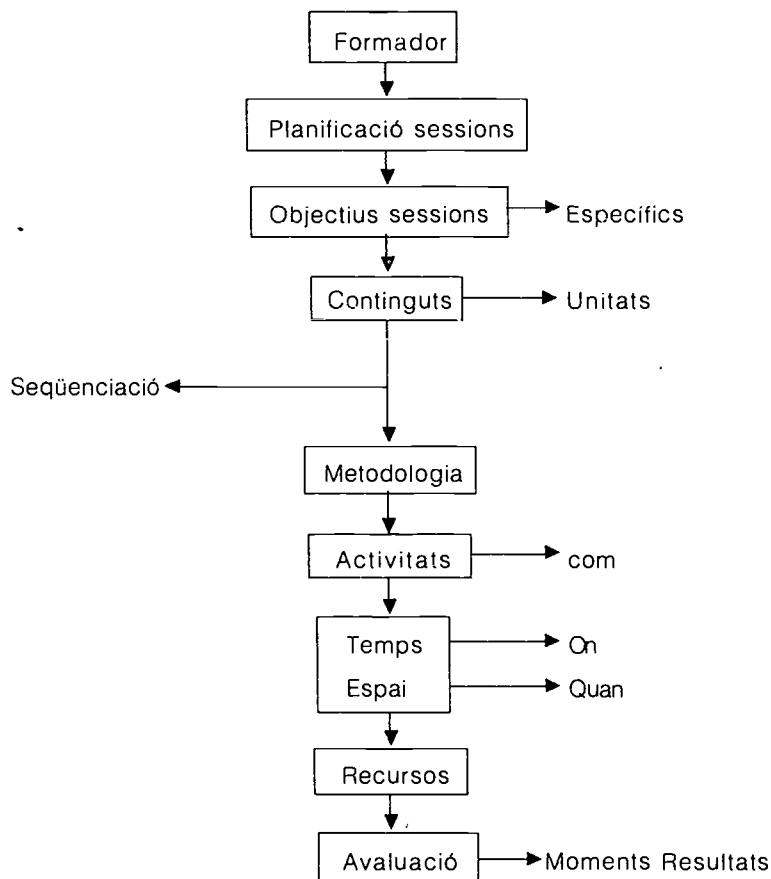 Formador
Planificació sessions
Objectius sessions Específics
Continguts Unitats
Seqüenciació
Metodologia
Activitats com
Temps On
Espai Quan
Recursos
Avaluació Moments Resultats